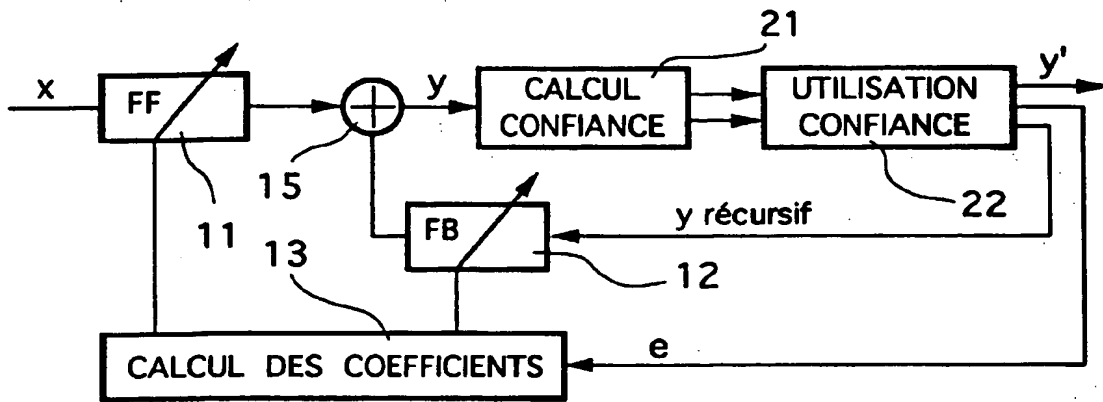 21
x
FF
y
CALCUL
CONFIANCE
UTILISATION
CONFIANCE
y'
15
11
FB
y récursif
22
13
12
CALCUL DES COEFFICIENTS
e